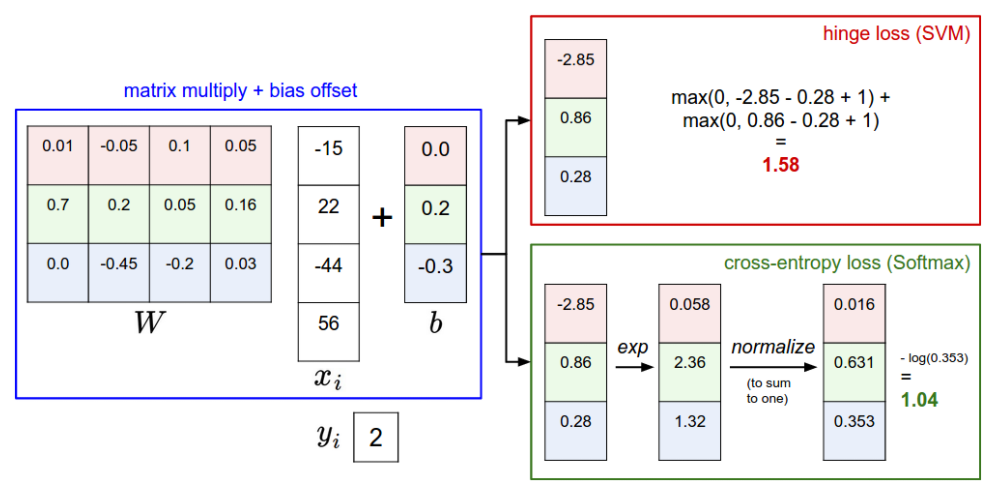 matrix multiply + bias offset
0.01 -0.05 0.1 0.05
0.7 0.2 0.05 0.16
0.0 -0.45 -0.2 0.03
W
-15
22
-44
56
x_i
+
0.0
0.2
-0.3
b
y_i 2
hinge loss (SVM)
-2.85
0.86
0.28
max(0, -2.85 - 0.28 + 1) +
max(0, 0.86 - 0.28 + 1)
=
1.58
cross-entropy loss (Softmax)
-2.85
0.86
0.28
exp
0.058
2.36
1.32
normalize
(to sum
to one)
0.016
0.631
0.353
- log(0.353)
=
1.04